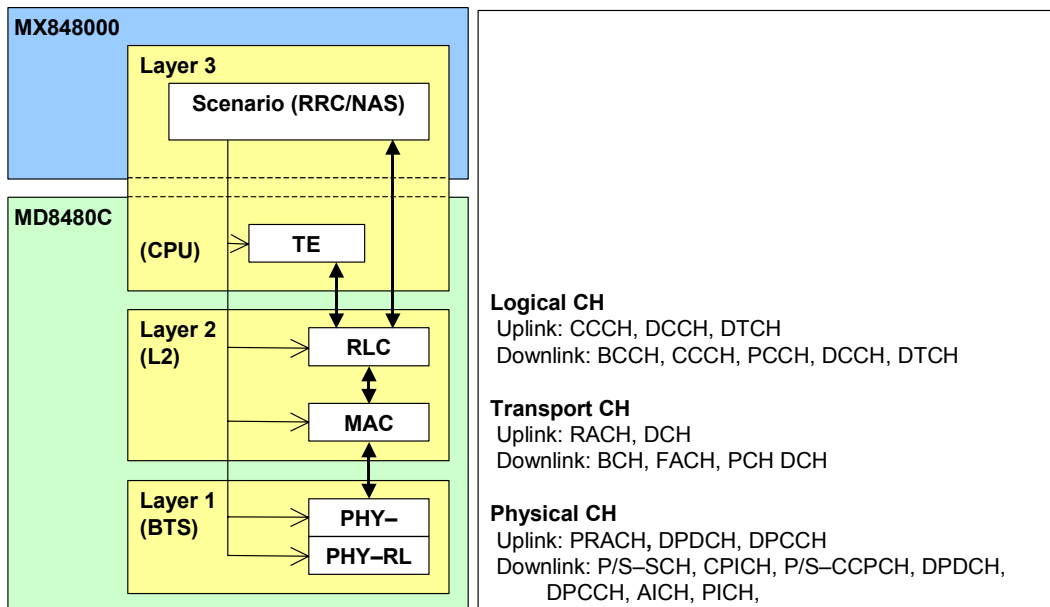 MX848000
Layer 3
Scenario (RRC/NAS)
MD8480C
(CPU)
TE
Layer 2
(L2)
RLC
MAC
Layer 1
(BTS)
PHY–
PHY–RL
Logical CH
Uplink: CCCH, DCCH, DTCH
Downlink: BCCH, CCCH, PCCH, DCCH, DTCH
Transport CH
Uplink: RACH, DCH
Downlink: BCH, FACH, PCH DCH
Physical CH
Uplink: PRACH, DPDCH, DPCCH
Downlink: P/S–SCH, CPICH, P/S–CCPCH, DPDCH,
DPCCH, AICH, PICH,